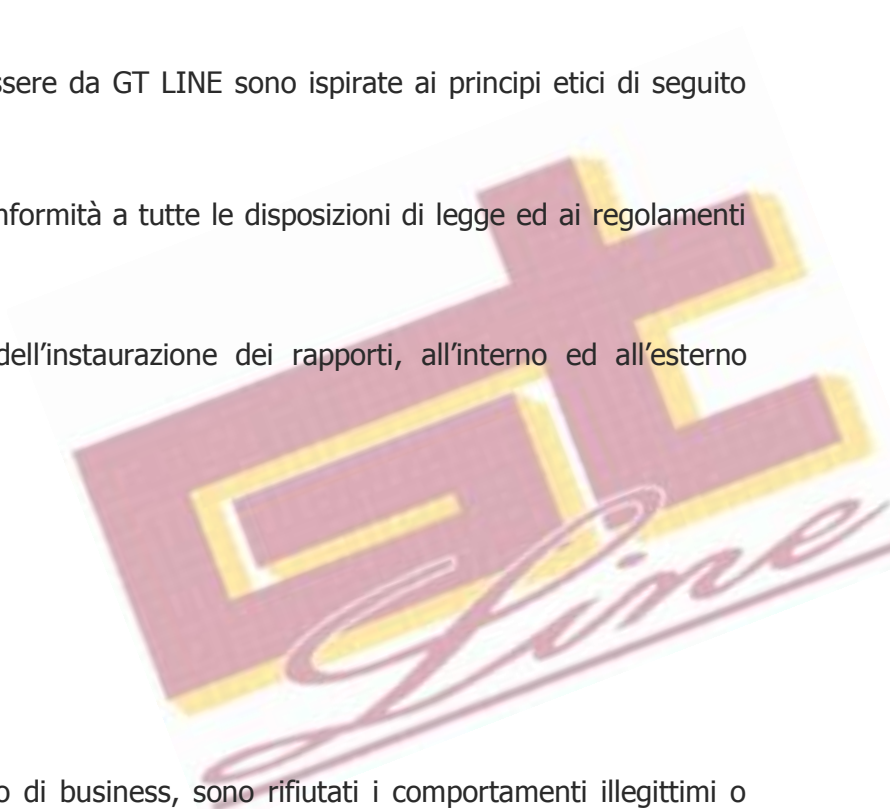 ssere da GT LINE sono ispirate ai principi etici di seguito
nformità a tutte le disposizioni di legge ed ai regolamenti
dell'instaurazione dei rapporti, all'interno ed all'esterno
gt
Line
o di business, sono rifiutati i comportamenti illegittimi o